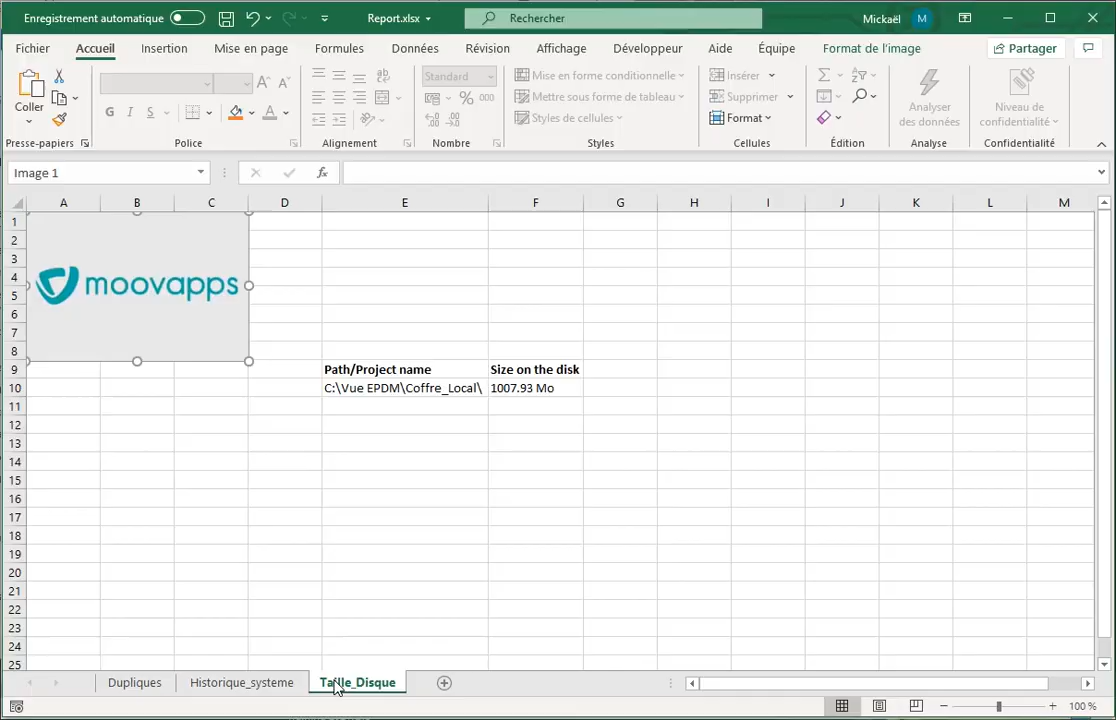 Enregistrement automatique
Report.xlsx
Rechercher
Mickaël
M
Fichier Accueil Insertion Mise en page Formules Données Révision Affichage Développeur Aide Équipe Format de l'image Partager
Coller
Presse-papiers
G I S
A A
Police
Alignement
Standard
% 000
Nombre
Mise en forme conditionnelle
Mettre sous forme de tableau
Styles de cellules
Styles
Insérer
Supprimer
Format
Cellules
Édition
Analyser
des données
Analyse
Niveau de
confidentialité
Confidentialité
Image 1
fx
A B C D E F G H I J K L M
1
2
3
4
moovapps
5
6
7
8
9 Path/Project name Size on the disk
10 C:\Vue EPDM\Coffre_Local\ 1007.93 Mo
11
12
13
14
15
16
17
18
19
20
21
22
23
24
25
Dupliques Historique_systeme Taille_Disque
100 %